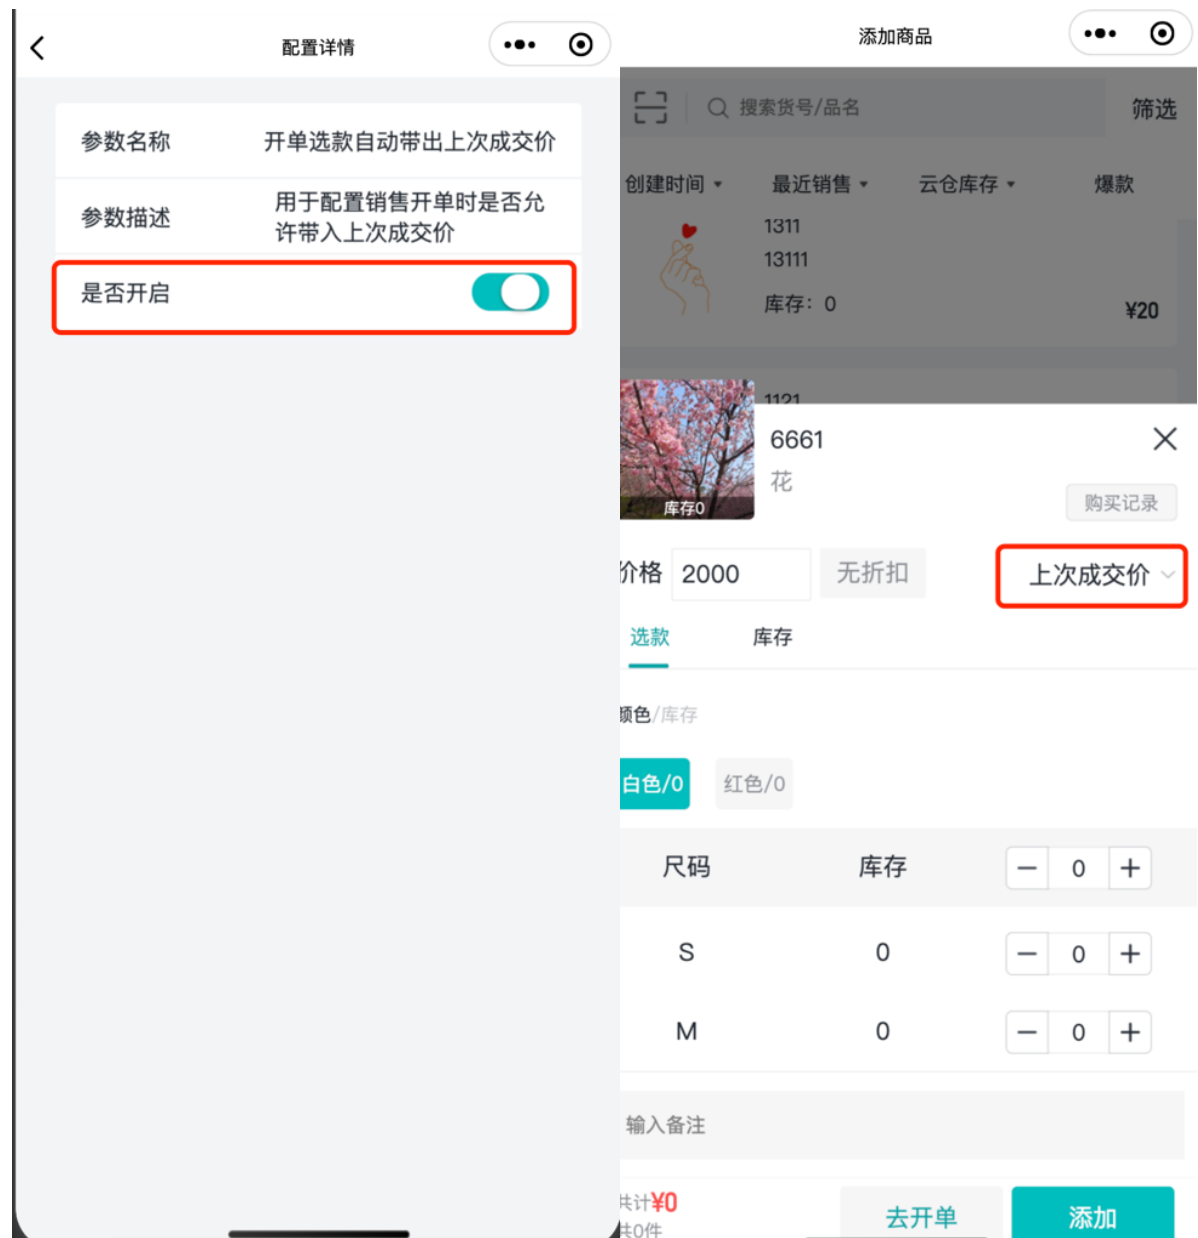 配置详情
参数名称 开单选款自动带出上次成交价
参数描述 用于配置销售开单时是否允
许带入上次成交价
是否开启
添加商品
搜索货号/品名 筛选
创建时间 最近销售 云仓库存 爆款
1311
13111
库存：0
¥20
1121
6661
花
库存0
购买记录
价格 2000 无折扣 上次成交价
选款 库存
颜色/库存
白色/0 红色/0
尺码 库存 — 0 +
S 0 — 0 +
M 0 — 0 +
输入备注
共计¥0
共0件
去开单 添加